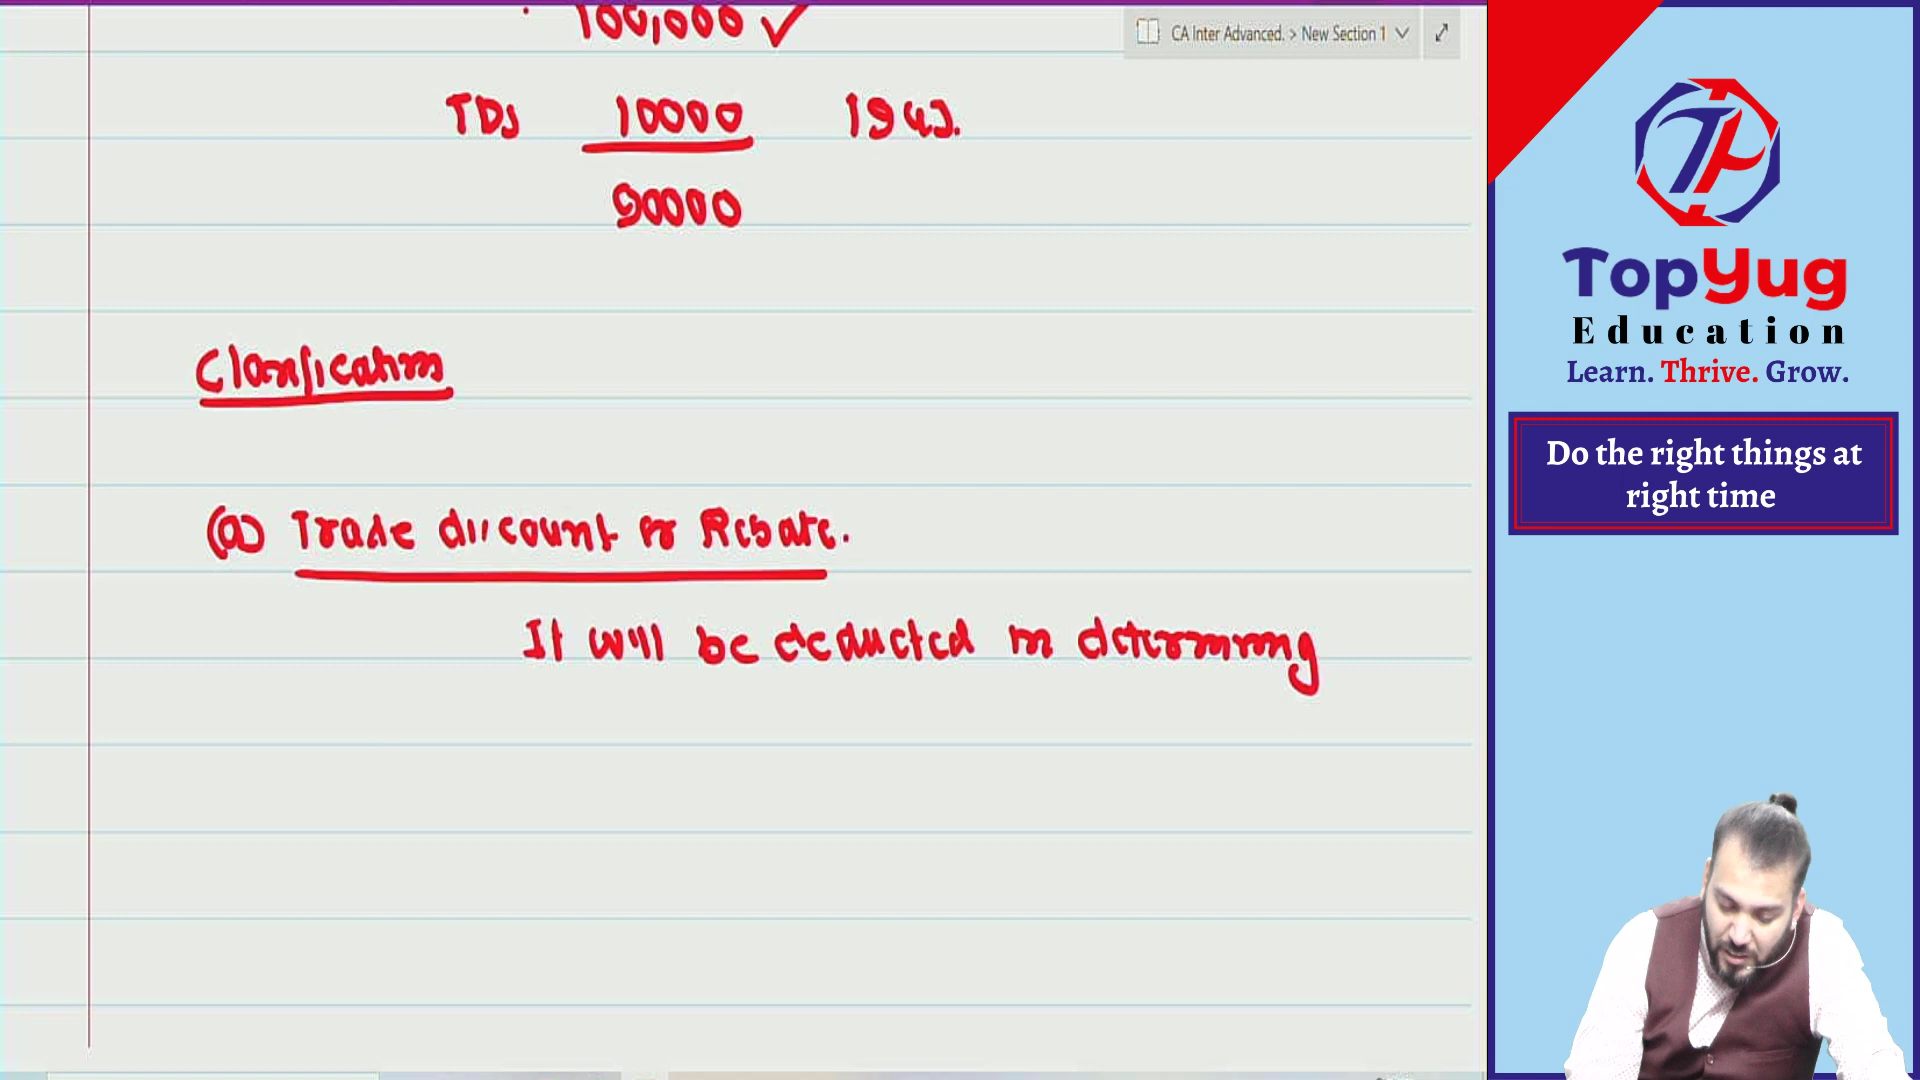 100,000 ✓
CA Inter Advanced. > New Section 1
TDS 10000 194J.
90000
Clarifications
(a) Trade discount or Rebate.
It will be deducted in determining
TopYug
Education
Learn. Thrive. Grow.
Do the right things at
right time